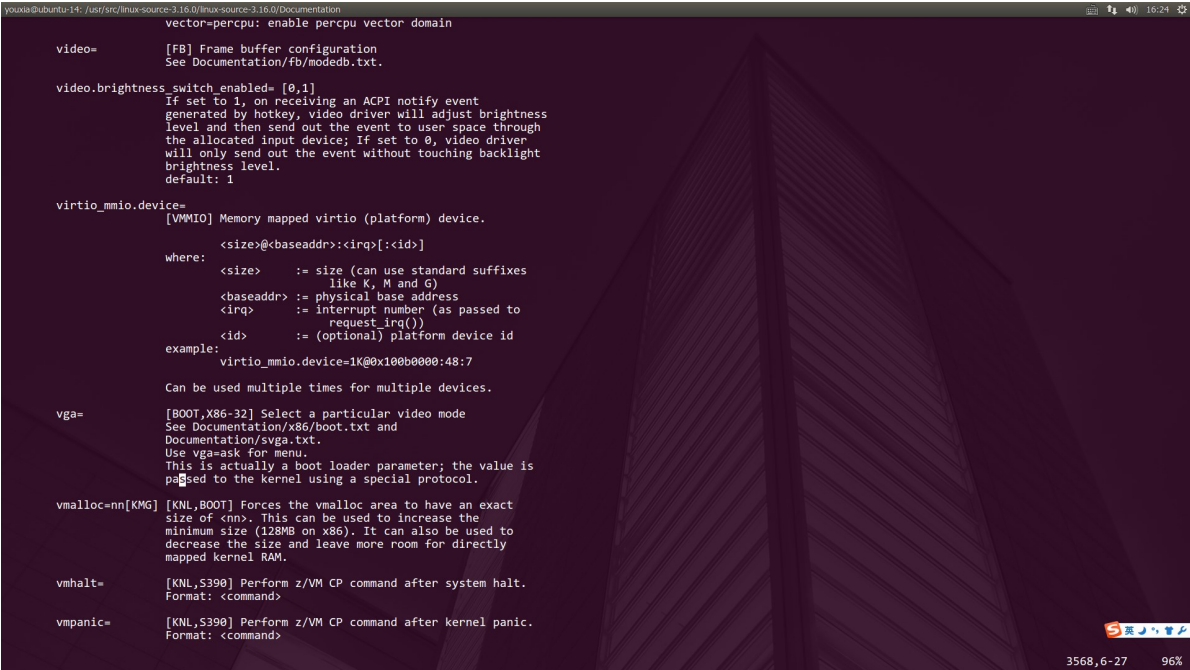 youxia@ubuntu-14: /usr/src/linux-source-3.16.0/linux-source-3.16.0/Documentation
16:24
vector=percpu: enable percpu vector domain
video= [FB] Frame buffer configuration
See Documentation/fb/modedb.txt.
video.brightness_switch_enabled= [0,1]
If set to 1, on receiving an ACPI notify event
generated by hotkey, video driver will adjust brightness
level and then send out the event to user space through
the allocated input device; If set to 0, video driver
will only send out the event without touching backlight
brightness level.
default: 1
virtio_mmio.device=
[VMMIO] Memory mapped virtio (platform) device.
<size>@<baseaddr>:<irq>[:<id>]
where:
<size> := size (can use standard suffixes
like K, M and G)
<baseaddr> := physical base address
<irq> := interrupt number (as passed to
request_irq())
<id> := (optional) platform device id
example:
virtio_mmio.device=1K@0x100b0000:48:7
Can be used multiple times for multiple devices.
vga= [BOOT,X86-32] Select a particular video mode
See Documentation/x86/boot.txt and
Documentation/svga.txt.
Use vga=ask for menu.
This is actually a boot loader parameter; the value is
passed to the kernel using a special protocol.
vmalloc=nn[KMG] [KNL,BOOT] Forces the vmalloc area to have an exact
size of <nn>. This can be used to increase the
minimum size (128MB on x86). It can also be used to
decrease the size and leave more room for directly
mapped kernel RAM.
vmhalt= [KNL,S390] Perform z/VM CP command after system halt.
Format: <command>
vmpanic= [KNL,S390] Perform z/VM CP command after kernel panic.
Format: <command>
S 英
3568,6-27 96%